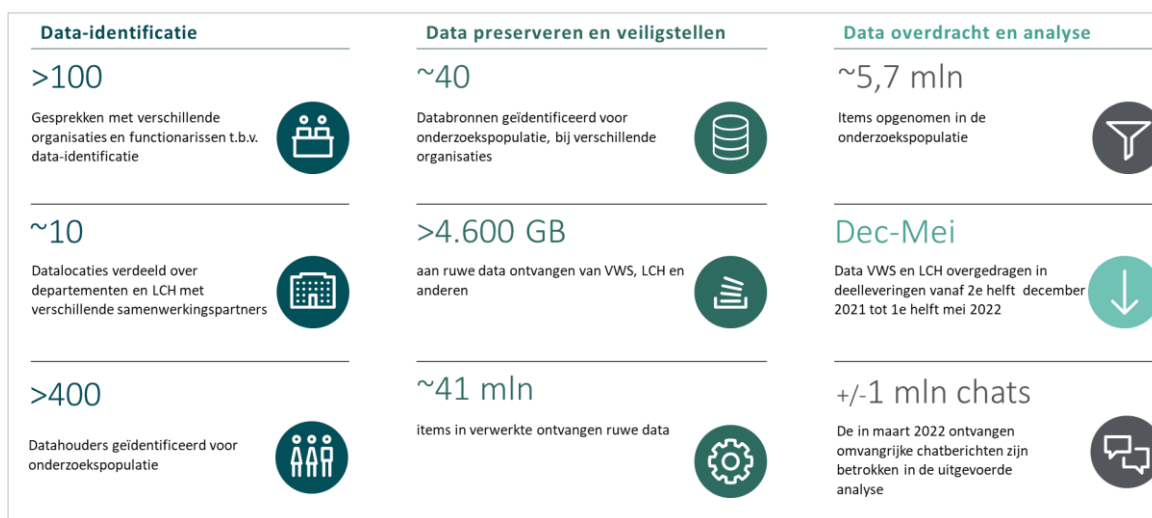 Data-identificatie
>100
Gesprekken met verschillende
organisaties en functionarissen t.b.v.
data-identificatie
~10
Datalocaties verdeeld over
departementen en LCH met
verschillende samenwerkingspartners
>400
Datahouders geïdentificeerd voor
onderzoekspopulatie
Data preserveren en veiligstellen
~40
Databronnen geïdentificeerd voor
onderzoekspopulatie, bij verschillende
organisaties
>4.600 GB
aan ruwe data ontvangen van VWS, LCH en
anderen
~41 mln
items in verwerkte ontvangen ruwe data
Data overdracht en analyse
~5,7 mln
Items opgenomen in de
onderzoekspopulatie
Dec-Mei
Data VWS en LCH overgedragen in
deelleveringen vanaf 2e helft december
2021 tot 1e helft mei 2022
+/-1 mln chats
De in maart 2022 ontvangen
omvangrijke chatberichten zijn
betrokken in de uitgevoerde
analyse